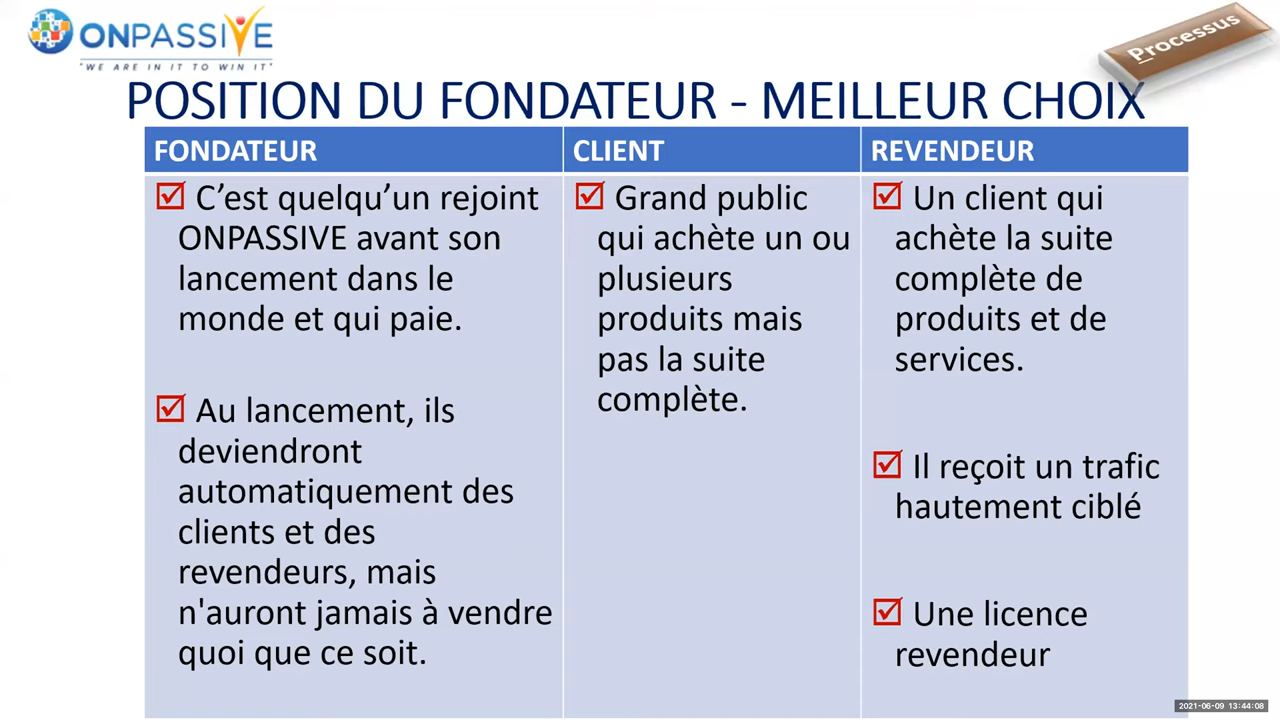 ONPASSIVE
"WE ARE IN IT TO WIN IT"
Processus
POSITION DU FONDATEUR - MEILLEUR CHOIX
FONDATEUR
C’est quelqu’un rejoint
ONPASSIVE avant son
lancement dans le
monde et qui paie.
Au lancement, ils
deviendront
automatiquement des
clients et des
revendeurs, mais
n'auront jamais à vendre
quoi que ce soit.
CLIENT
Grand public
qui achète un ou
plusieurs
produits mais
pas la suite
complète.
REVENDEUR
Un client qui
achète la suite
complète de
produits et de
services.
Il reçoit un trafic
hautement ciblé
Une licence
revendeur
2021-06-09 13:44:08